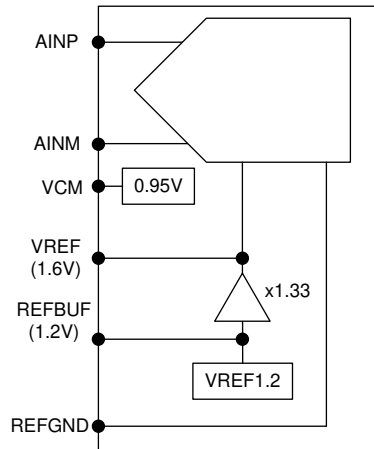 AINP
AINM
VCM
0.95V
VREF
(1.6V)
x1.33
REFBUF
(1.2V)
VREF1.2
REFGND